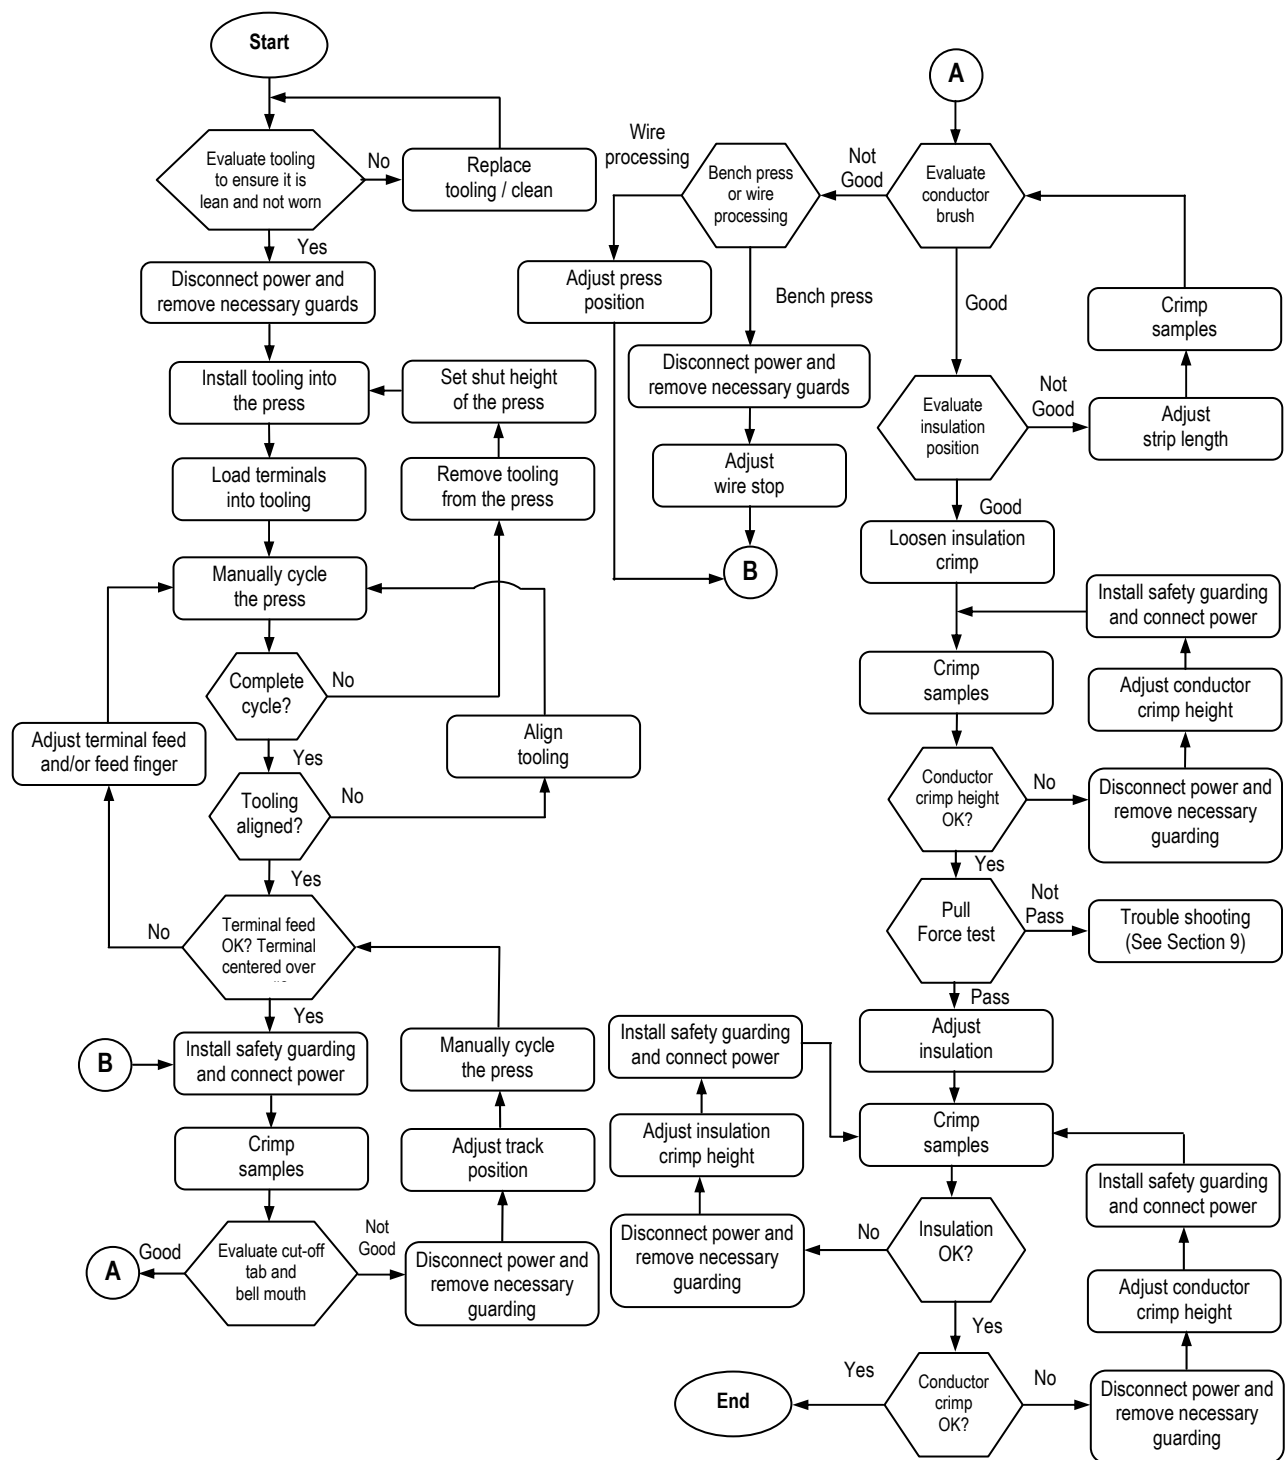 Start
Evaluate tooling
to ensure it is
lean and not worn
No
Replace
tooling / clean
Yes
Disconnect power and
remove necessary guards
Install tooling into
the press
Set shut height
of the press
Load terminals
into tooling
Remove tooling
from the press
Manually cycle
the press
Complete
cycle?
No
Yes
Adjust terminal feed
and/or feed finger
Align
tooling
Tooling
aligned?
No
Yes
Terminal feed
OK? Terminal
centered over
No
Yes
B
Install safety guarding
and connect power
Manually cycle
the press
Crimp
samples
Adjust track
position
Evaluate cut-off
tab and
bell mouth
Good
A
Not
Good
Disconnect power and
remove necessary
guarding
A
Evaluate
conductor
brush
Not
Good
Bench press
or wire
processing
Wire
processing
Adjust press
position
Bench press
Disconnect power and
remove necessary guards
Adjust
wire stop
B
Good
Crimp
samples
Evaluate
insulation
position
Not
Good
Adjust
strip length
Good
Loosen insulation
crimp
Install safety guarding
and connect power
Crimp
samples
Adjust conductor
crimp height
Conductor
crimp height
OK?
No
Disconnect power and
remove necessary
guarding
Yes
Pull
Force test
Not
Pass
Trouble shooting
(See Section 9)
Pass
Adjust
insulation
Install safety guarding
and connect power
Crimp
samples
Adjust insulation
crimp height
Install safety guarding
and connect power
Insulation
OK?
No
Disconnect power and
remove necessary
guarding
Adjust conductor
crimp height
Yes
Conductor
crimp
OK?
Yes
End
No
Disconnect power and
remove necessary
guarding